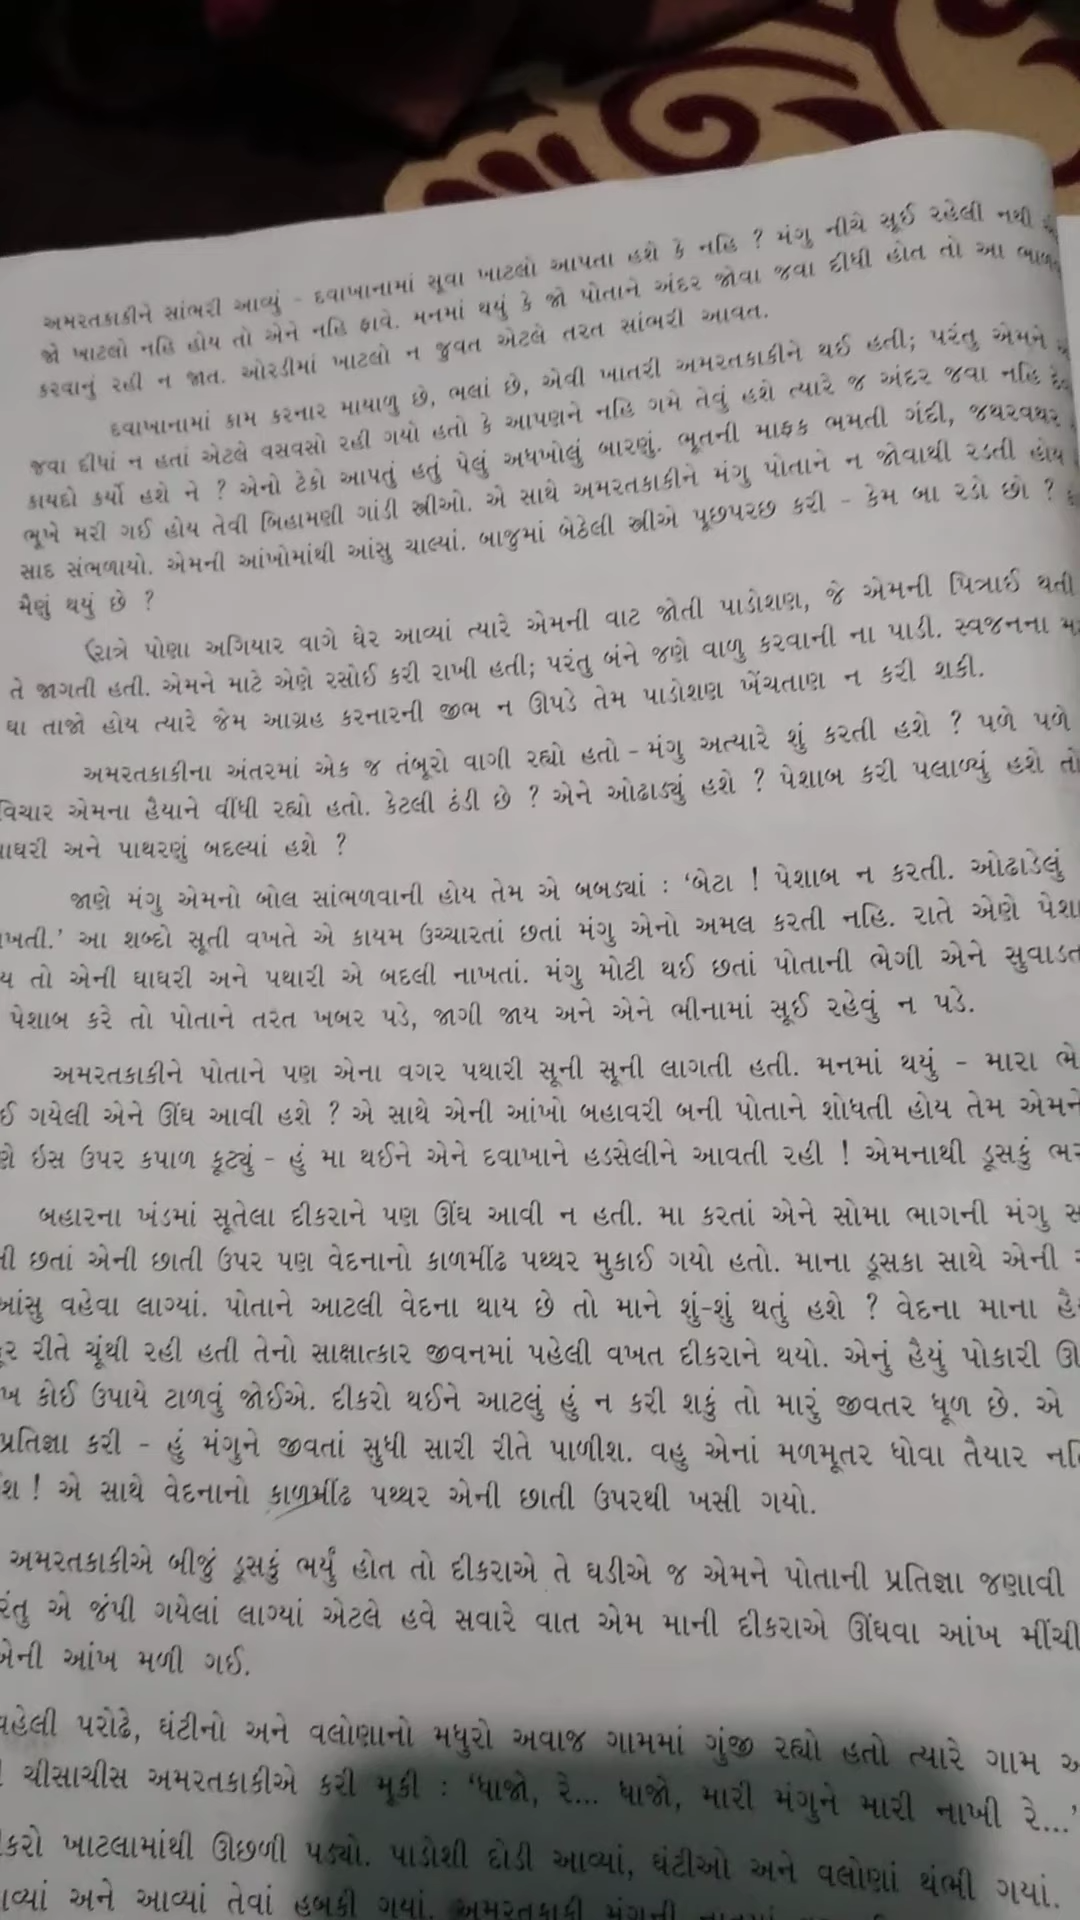 અમરતકાકીને સાંભરી આવ્યું - દવાખાનામાં સૂવા ખાટલો આપતા હશે કે નહિ ? મંગુ નીચે સૂઈ રહેલી નથી
જો ખાટલો નહિ હોય તો એને નહિ ફાવે. મનમાં થયું કે જો પોતાને અંદર જોવા જવા દીધી હોત તો આ
કરવાનું રહી ન જાત. ઓરડીમાં ખાટલો ન જુવત એટલે તરત સાંભરી આવત.
દવાખાનામાં કામ કરનાર માયાળુ છે, ભલાં છે, એવી ખાતરી અમરતકાકીને થઈ હતી; પરંતુ એમને
જવા દીધાં ન હતાં એટલે વસવસો રહી ગયો હતો કે આપણને નહિ ગમે તેવું હશે ત્યારે જ અંદર જવા નહિ
કાયદો કર્યો હશે ને ? એનો ટેકો આપતું હતું પેલું અધખોલું બારણું. ભૂતની માફક ભમતી ગંદી, જથરવથર
ભૂખે મરી ગઈ હોય તેવી બિહામણી ગાંડી સ્ત્રીઓ. એ સાથે અમરતકાકીને મંગુ પોતાને ન જોવાથી રડતી હોય
સાદ સંભળાયો. એમની આંખોમાંથી આંસુ ચાલ્યાં. બાજુમાં બેઠેલી સ્ત્રીએ પૂછપરછ કરી - કેમ બા રડો છો ?
મૈણું થયું છે ?
રાત્રે પોણા અગિયાર વાગે ઘેર આવ્યાં ત્યારે એમની વાટ જોતી પાડોશણ, જે એમની પિત્રાઈ થતી
તે જાગતી હતી. એમને માટે એણે રસોઈ કરી રાખી હતી; પરંતુ બંને જણે વાળુ કરવાની ના પાડી. સ્વજનના
ઘા તાજો હોય ત્યારે જેમ આગ્રહ કરનારની જીભ ન ઊપડે તેમ પાડોશણ ખેંચતાણ ન કરી શકી.
અમરતકાકીના અંતરમાં એક જ તંબૂરો વાગી રહ્યો હતો - મંગુ અત્યારે શું કરતી હશે ? પળે પળે
વિચાર એમના હૈયાને વીંધી રહ્યો હતો. કેટલી ઠંડી છે ? એને ઓઢાડ્યું હશે ? પેશાબ કરી પલાળ્યું હશે તો
ઘાઘરી અને પાથરણું બદલ્યાં હશે ?
જાણે મંગુ એમનો બોલ સાંભળવાની હોય તેમ એ બબડ્યાં : ‘બેટા ! પેશાબ ન કરતી. ઓઢાડેલું
ખતી.’ આ શબ્દો સૂતી વખતે એ કાયમ ઉચ્ચારતાં છતાં મંગુ એનો અમલ કરતી નહિ. રાતે એણે પેશા
ય તો એની ઘાઘરી અને પથારી એ બદલી નાખતાં. મંગુ મોટી થઈ છતાં પોતાની ભેગી એને સુવાડત
પેશાબ કરે તો પોતાને તરત ખબર પડે, જાગી જાય અને એને ભીનામાં સૂઈ રહેવું ન પડે.
અમરતકાકીને પોતાને પણ એના વગર પથારી સૂની સૂની લાગતી હતી. મનમાં થયું - મારા ભે
ઈ ગયેલી એને ઊંઘ આવી હશે ? એ સાથે એની આંખો બહાવરી બની પોતાને શોધતી હોય તેમ એમને
ણે ઇસ ઉપર કપાળ કૂટ્યું - હું મા થઈને એને દવાખાને હડસેલીને આવતી રહી ! એમનાથી ડૂસકું ભર
બહારના ખંડમાં સૂતેલા દીકરાને પણ ઊંઘ આવી ન હતી. મા કરતાં એને સોમા ભાગની મંગુ સ
ની છતાં એની છાતી ઉપર પણ વેદનાનો કાળમીંઢ પથ્થર મુકાઈ ગયો હતો. માના ડૂસકા સાથે એની
આંસુ વહેવા લાગ્યાં. પોતાને આટલી વેદના થાય છે તો માને શું-શું થતું હશે ? વેદના માના હૈ
ૂર રીતે ચૂંથી રહી હતી તેનો સાક્ષાત્કાર જીવનમાં પહેલી વખત દીકરાને થયો. એનું હૈયું પોકારી ઊ
ખ કોઈ ઉપાયે ટાળવું જોઈએ. દીકરો થઈને આટલું હું ન કરી શકું તો મારું જીવતર ધૂળ છે. એ
પ્રતિજ્ઞા કરી - હું મંગુને જીવતાં સુધી સારી રીતે પાળીશ. વહુ એનાં મળમૂતર ધોવા તૈયાર નહિ
શ ! એ સાથે વેદનાનો કાળમીંઢ પથ્થર એની છાતી ઉપરથી ખસી ગયો.
અમરતકાકીએ બીજું ડૂસકું ભર્યું હોત તો દીકરાએ તે ઘડીએ જ એમને પોતાની પ્રતિજ્ઞા જણાવી
રંતુ એ જંપી ગયેલાં લાગ્યાં એટલે હવે સવારે વાત એમ માની દીકરાએ ઊંઘવા આંખ મીંચી
એની આંખ મળી ગઈ.
વહેલી પરોઢે, ઘંટીનો અને વલોણાનો મધુરો અવાજ ગામમાં ગુંજી રહ્યો હતો ત્યારે ગામ
ચીસાચીસ અમરતકાકીએ કરી મૂકી : ‘ધાજો, રે... ધાજો, મારી મંગુને મારી નાખી રે...’
કરો ખાટલામાંથી ઊછળી પડ્યો. પાડોશી દોડી આવ્યાં, ઘંટીઓ અને વલોણાં થંભી ગયાં.
આવ્યાં અને આવ્યાં તેવાં હબકી ગયાં. અમરતકાકી મંગુની